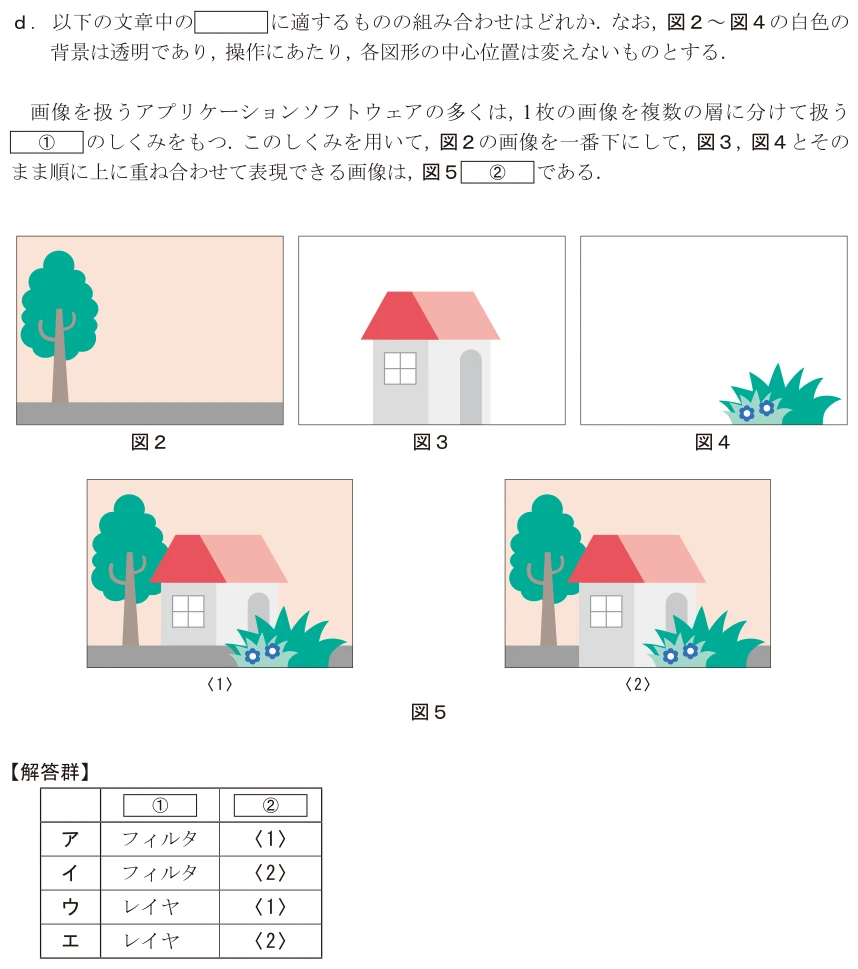 d．以下の文章中の　　　に適するものの組み合わせはどれか．なお，図2～図4の白色の
背景は透明であり，操作にあたり，各図形の中心位置は変えないものとする．
画像を扱うアプリケーションソフトウェアの多くは，1枚の画像を複数の層に分けて扱う
①のしくみをもつ．このしくみを用いて，図2の画像を一番下にして，図3，図4とその
まま順に上に重ね合わせて表現できる画像は，図5②である．
図2　図3　図4
〈1〉　〈2〉
図5
【解答群】
①　②
ア　フィルタ　〈1〉
イ　フィルタ　〈2〉
ウ　レイヤ　〈1〉
エ　レイヤ　〈2〉